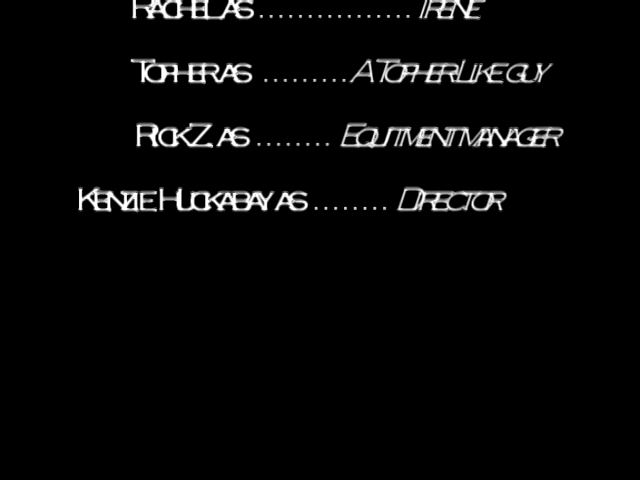 RACHEL AS ................ IRENE
TOPHER AS .........A TOPHER LIKE GUY
RICK Z. AS ........ EQUITMENT MANAGER
KENZIE HUCKABAY AS ........ DIRECTOR